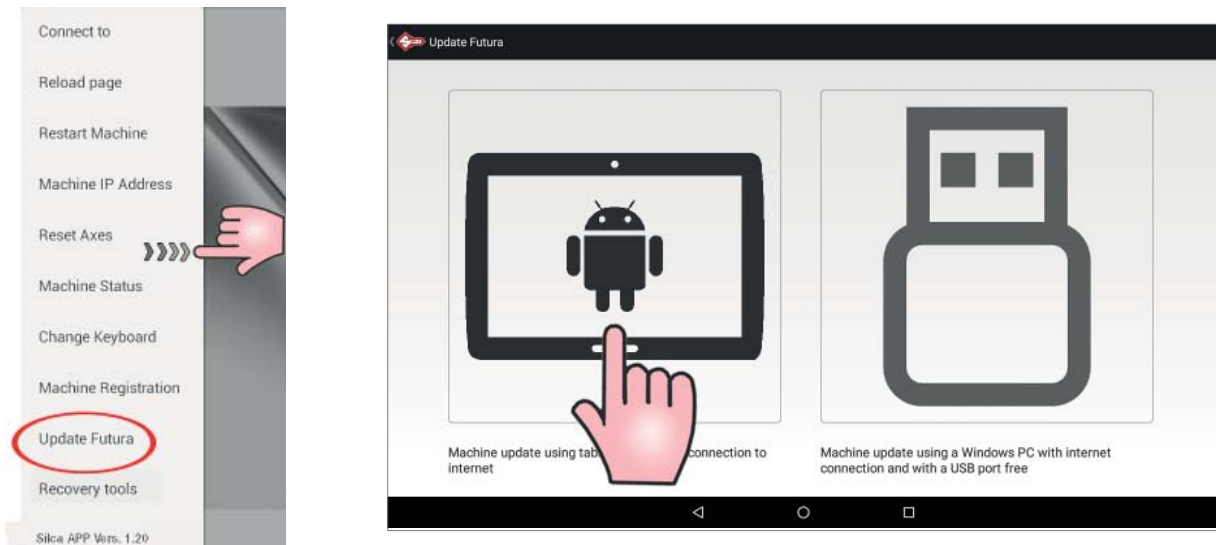 Connect to
Reload page
Restart Machine
Machine IP Address
Reset Axes
Machine Status
Change Keyboard
Machine Registration
Update Futura
Recovery tools
Silca APP Vers. 1.20
Update Futura
Machine update using connection to
internet
Machine update using a Windows PC with internet
connection and with a USB port free